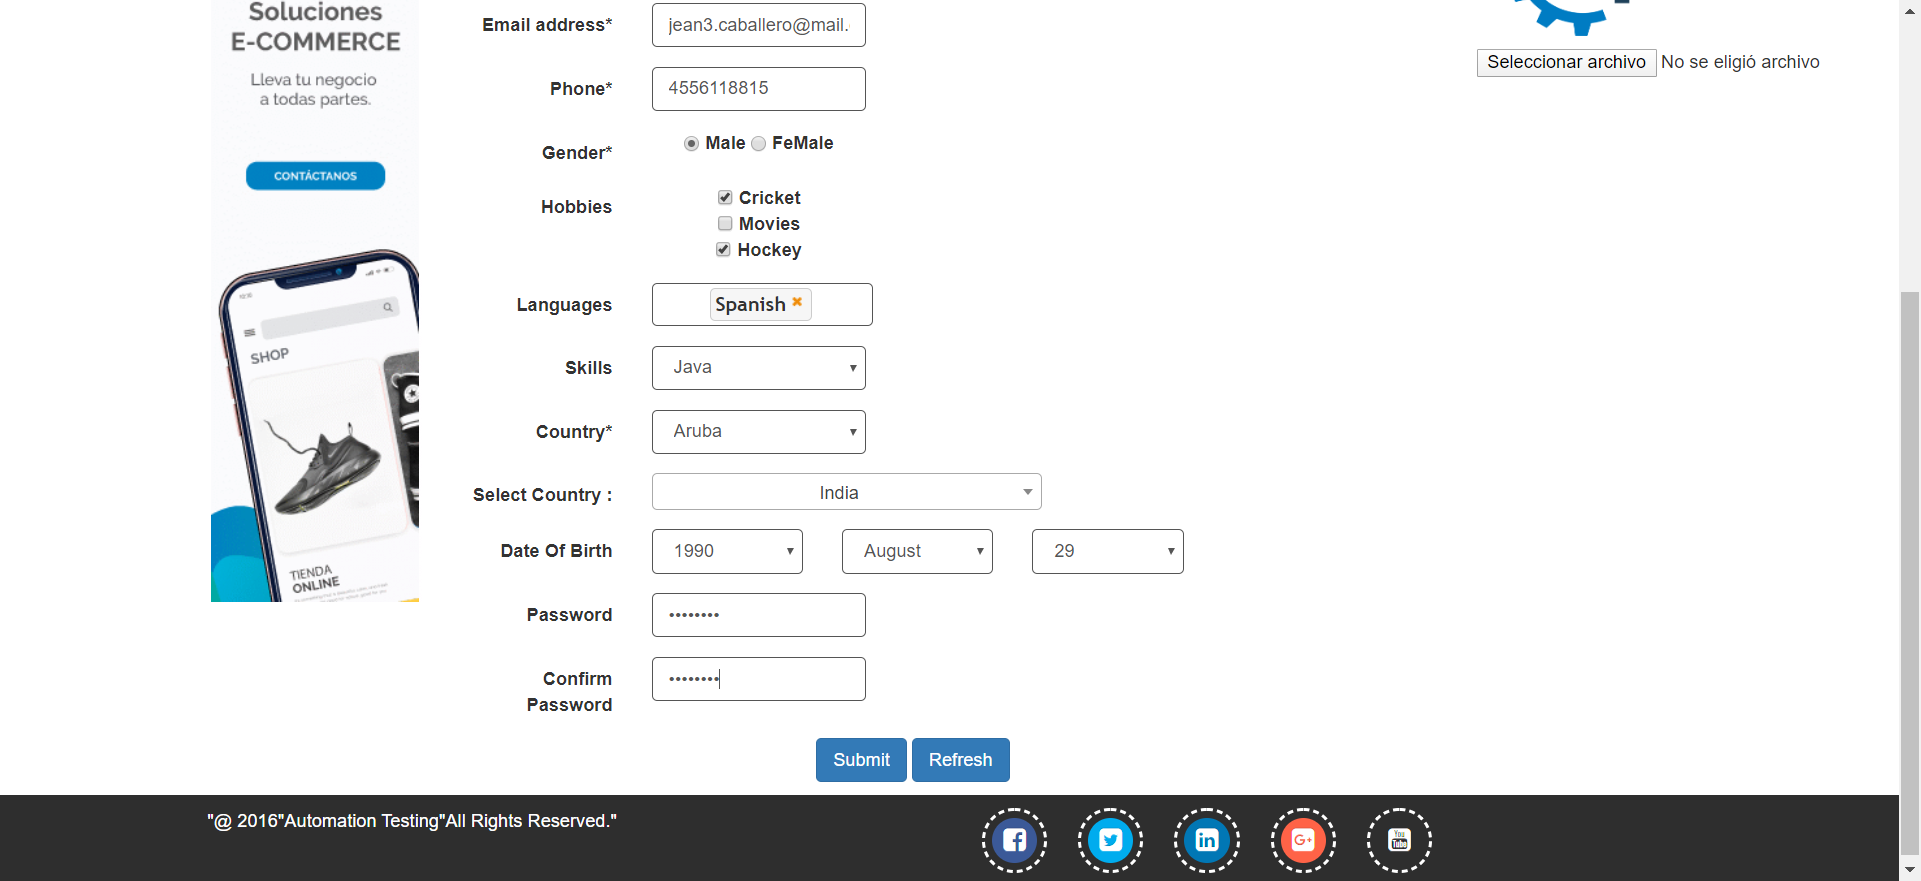 Soluciones
E-COMMERCE
Lleva tu negocio
a todas partes.
CONTÁCTANOS
SHOP
TIENDA
ONLINE
Email address*
jean3.caballero@mail.
Phone*
4556118815
Gender*
Male FeMale
Hobbies
Cricket
Movies
Hockey
Languages
Spanish
Skills
Java
Country*
Aruba
Select Country :
India
Date Of Birth
1990 August 29
Password
••••••••
Confirm
Password
••••••••
Submit Refresh
Seleccionar archivo No se eligió archivo
"@ 2016"Automation Testing"All Rights Reserved."
f
in
G+
You
Tube